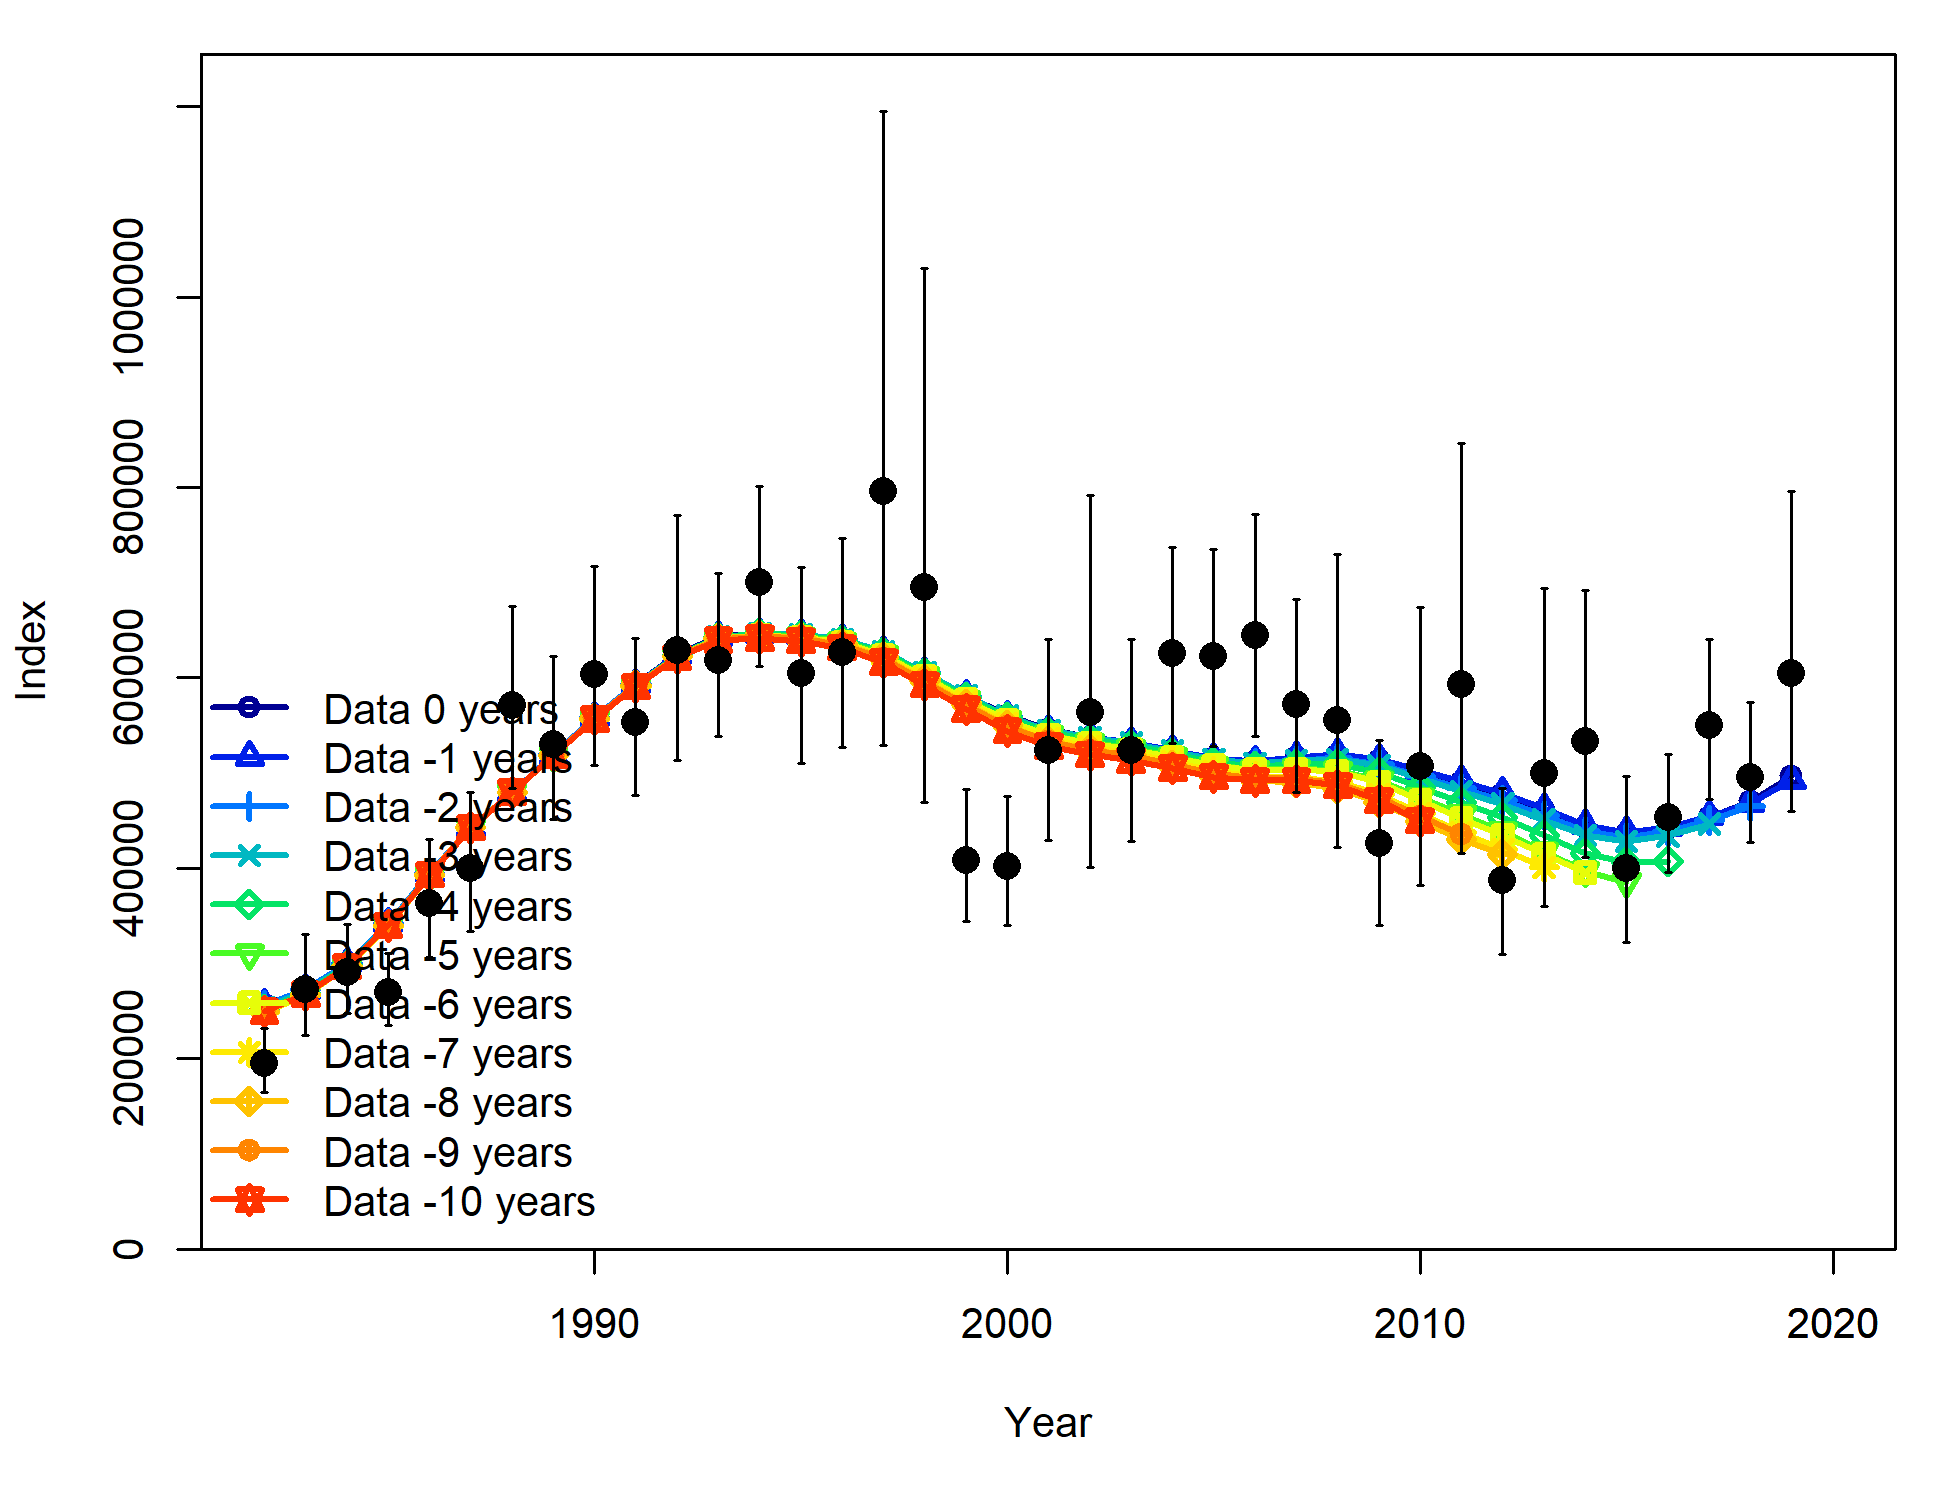 Index
1000000
800000
600000
400000
200000
0
Data 0 years
Data -1 years
Data -2 years
Data -3 years
Data -4 years
Data -5 years
Data -6 years
Data -7 years
Data -8 years
Data -9 years
Data -10 years
1990 2000 2010 2020
Year